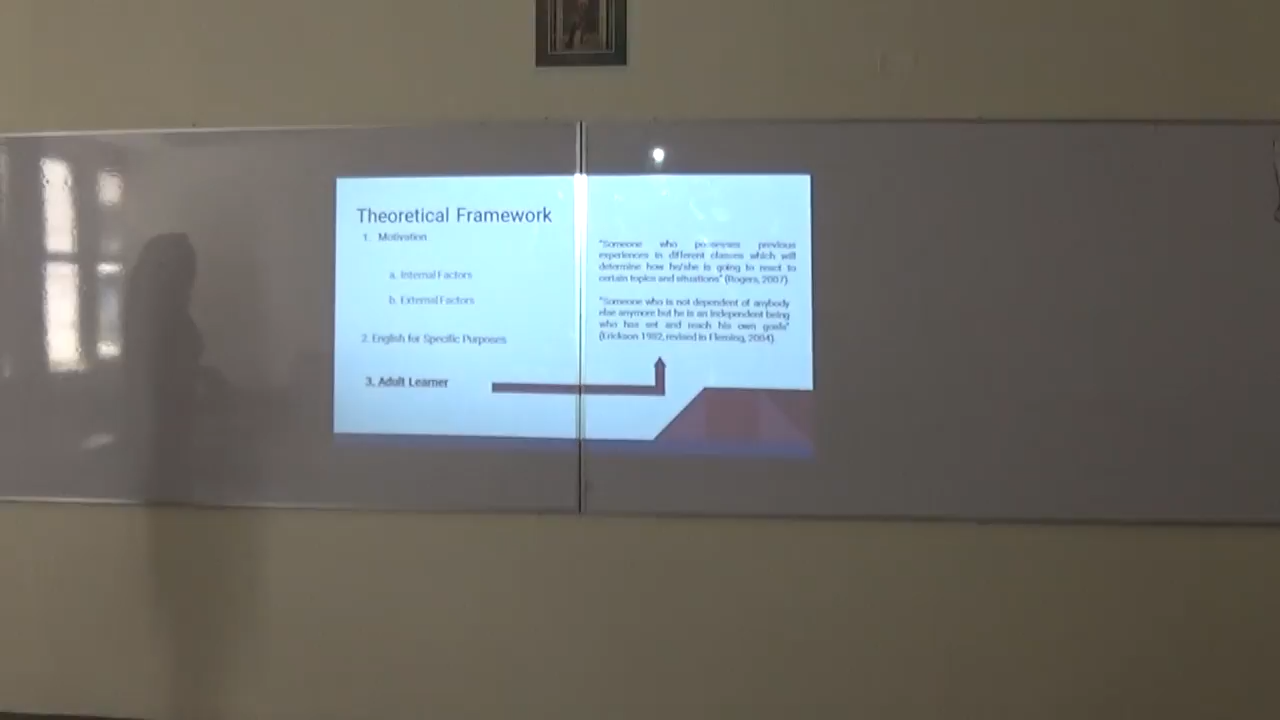 Theoretical Framework
1. Motivation
a. Internal Factors
b. External Factors
2. English for Specific Purposes
3. Adult Learner
"Someone who possesses previous
experiences in different classes which will
determine how he/she is going to react to
certain topics and situations" (Rogers, 2007).
"Someone who is not dependent of anybody
else anymore but he is an independent being
who has set and reach his own goals"
(Erickson 1982, revised in Fleming, 2004).